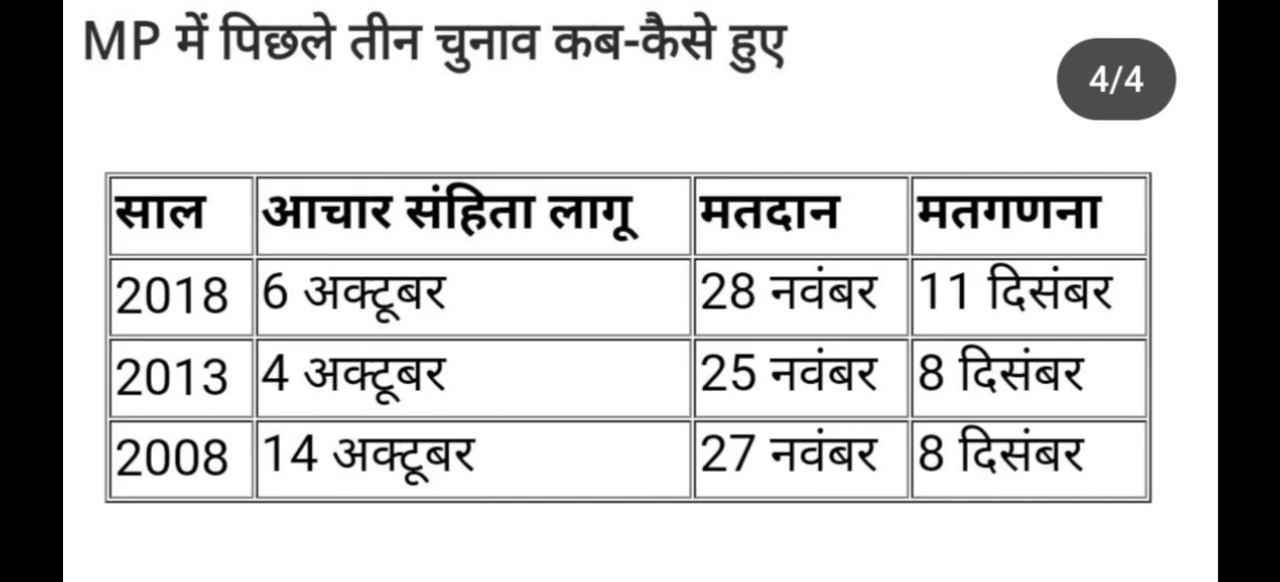 MP में पिछले तीन चुनाव कब-कैसे हुए
4/4
साल आचार संहिता लागू मतदान मतगणना
2018 6 अक्टूबर 28 नवंबर 11 दिसंबर
2013 4 अक्टूबर 25 नवंबर 8 दिसंबर
2008 14 अक्टूबर 27 नवंबर 8 दिसंबर